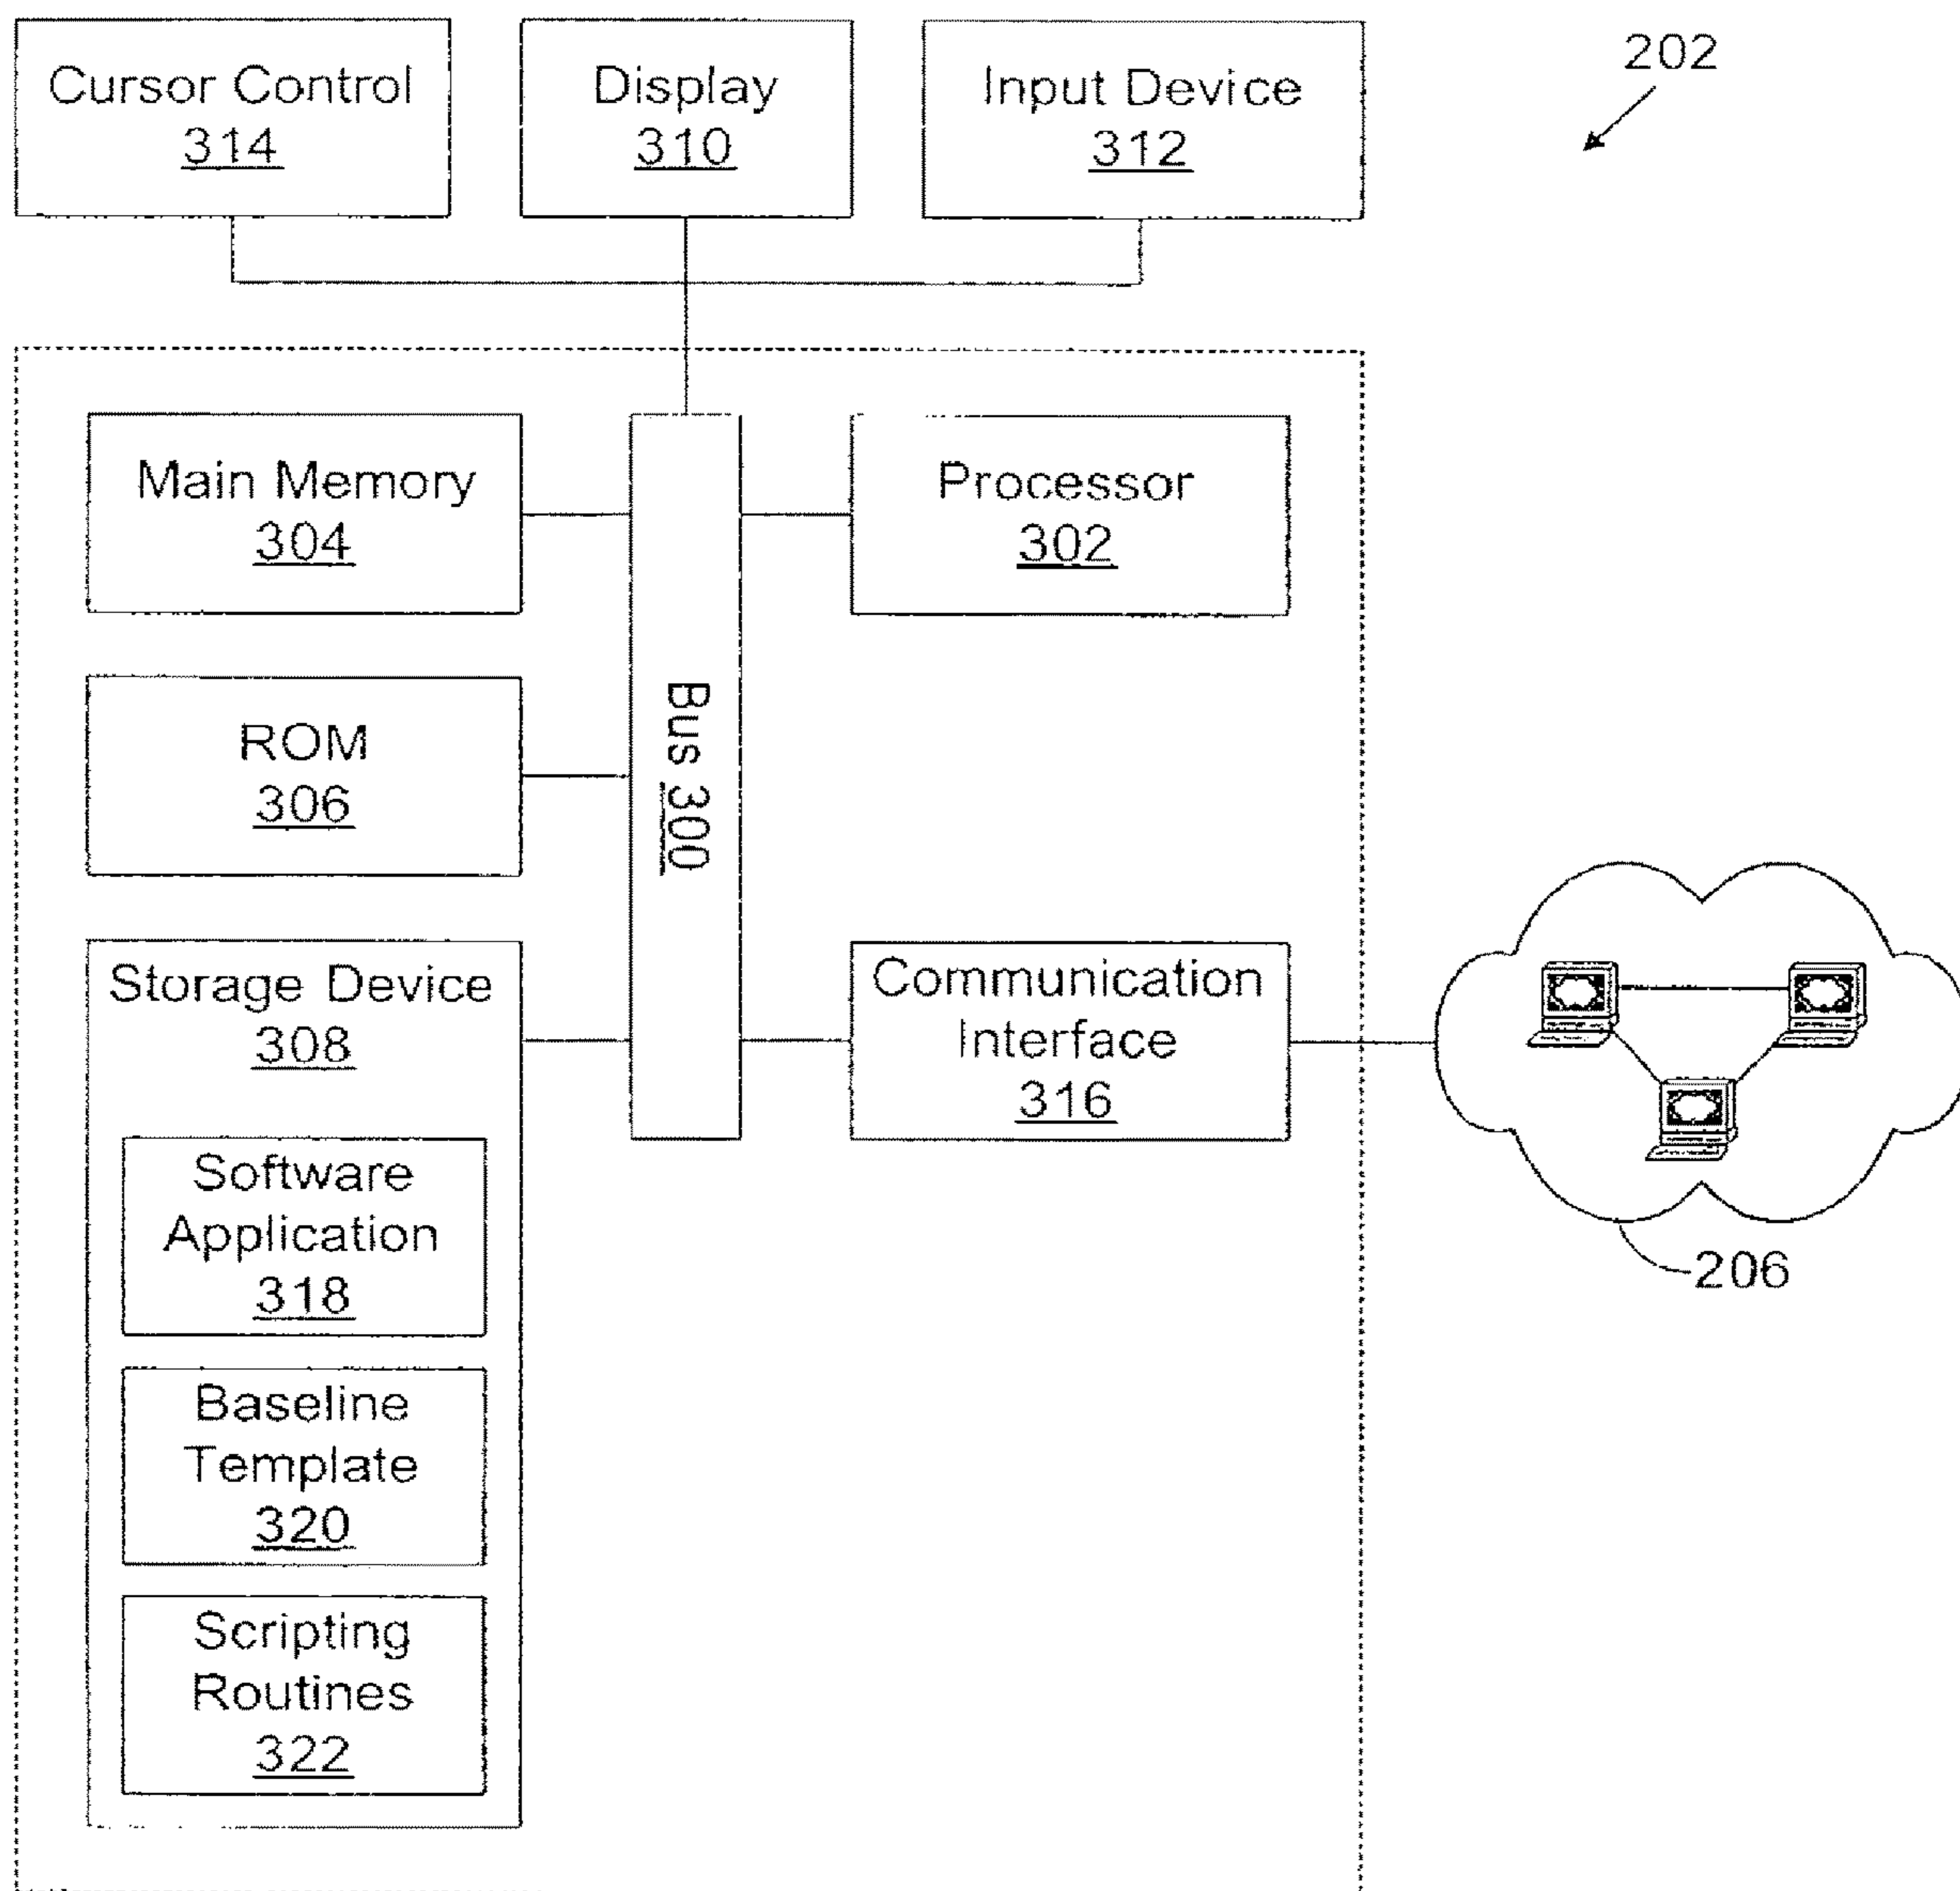 Cursor Control
314
Display
310
Input Device
312
202
Main Memory
304
Processor
302
Bus 300
ROM
306
Storage Device
308
Communication
Interface
316
Software
Application
318
206
Baseline
Template
320
Scripting
Routines
322